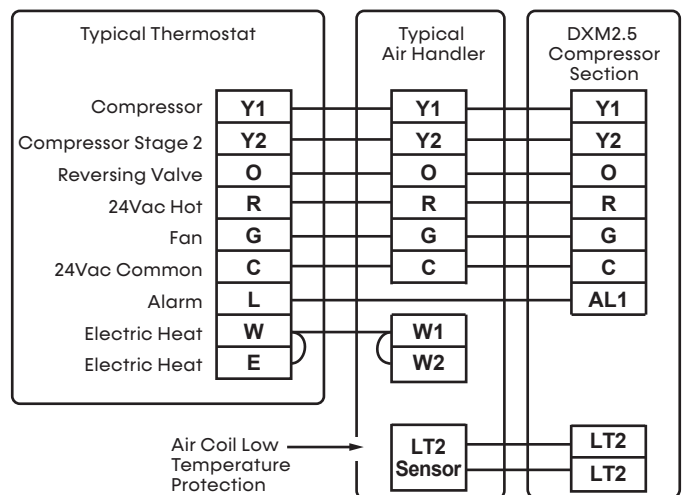 Typical Thermostat
Typical
Air Handler
DXM2.5
Compressor
Section
Compressor Y1 Y1 Y1
Compressor Stage 2 Y2 Y2 Y2
Reversing Valve O O O
24Vac Hot R R R
Fan G G G
24Vac Common C C C
Alarm L AL1
Electric Heat W W1
Electric Heat E W2
Air Coil Low
Temperature
Protection
LT2
Sensor
LT2
LT2